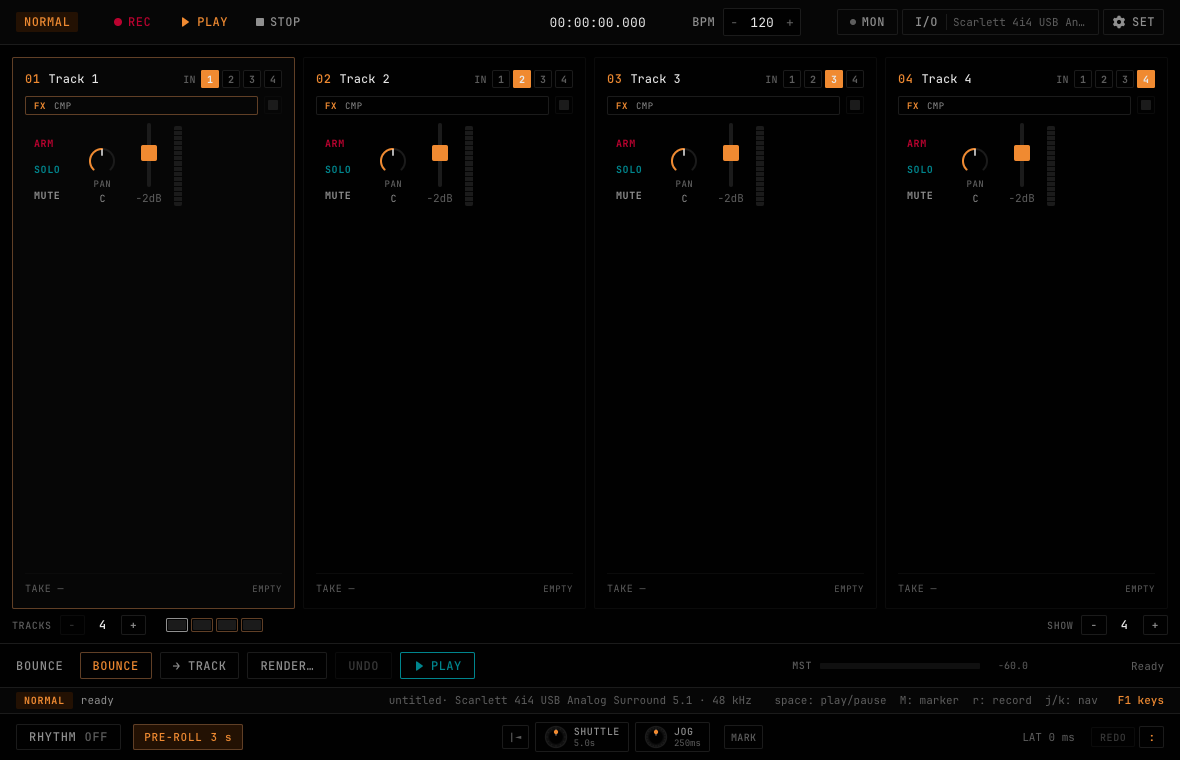 NORMAL REC PLAY STOP 00:00:00.000 BPM - 120 + MON I/O Scarlett 4i4 USB An… SET
01 Track 1 IN 1 2 3 4
FX CMP
ARM
SOLO
MUTE
PAN
C
-2dB
TAKE —
EMPTY
02 Track 2 IN 1 2 3 4
FX CMP
ARM
SOLO
MUTE
PAN
C
-2dB
TAKE —
EMPTY
03 Track 3 IN 1 2 3 4
FX CMP
ARM
SOLO
MUTE
PAN
C
-2dB
TAKE —
EMPTY
04 Track 4 IN 1 2 3 4
FX CMP
ARM
SOLO
MUTE
PAN
C
-2dB
TAKE —
EMPTY
TRACKS - 4 + SHOW - 4 +
BOUNCE BOUNCE → TRACK RENDER… UNDO PLAY MST -60.0 Ready
NORMAL ready untitled· Scarlett 4i4 USB Analog Surround 5.1 · 48 kHz space: play/pause M: marker r: record j/k: nav F1 keys
RHYTHM OFF PRE-ROLL 3 s |→ SHUTTLE 5.0s JOG 250ms MARK LAT 0 ms REDO :